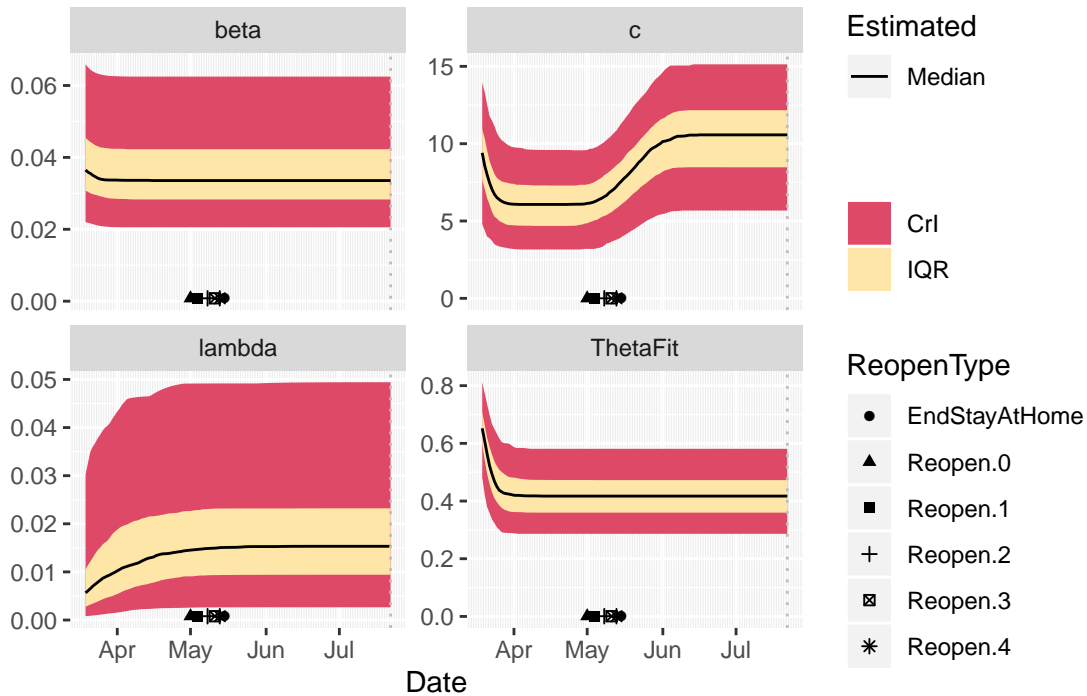 beta
c
0.06
0.04
0.02
0.00
15
10
5
0
lambda
ThetaFit
0.05
0.04
0.03
0.02
0.01
0.00
0.8
0.6
0.4
0.2
0.0
Apr May Jun Jul
Apr May Jun Jul
Date
Estimated
Median
CrI
IQR
ReopenType
EndStayAtHome
Reopen.0
Reopen.1
Reopen.2
Reopen.3
Reopen.4